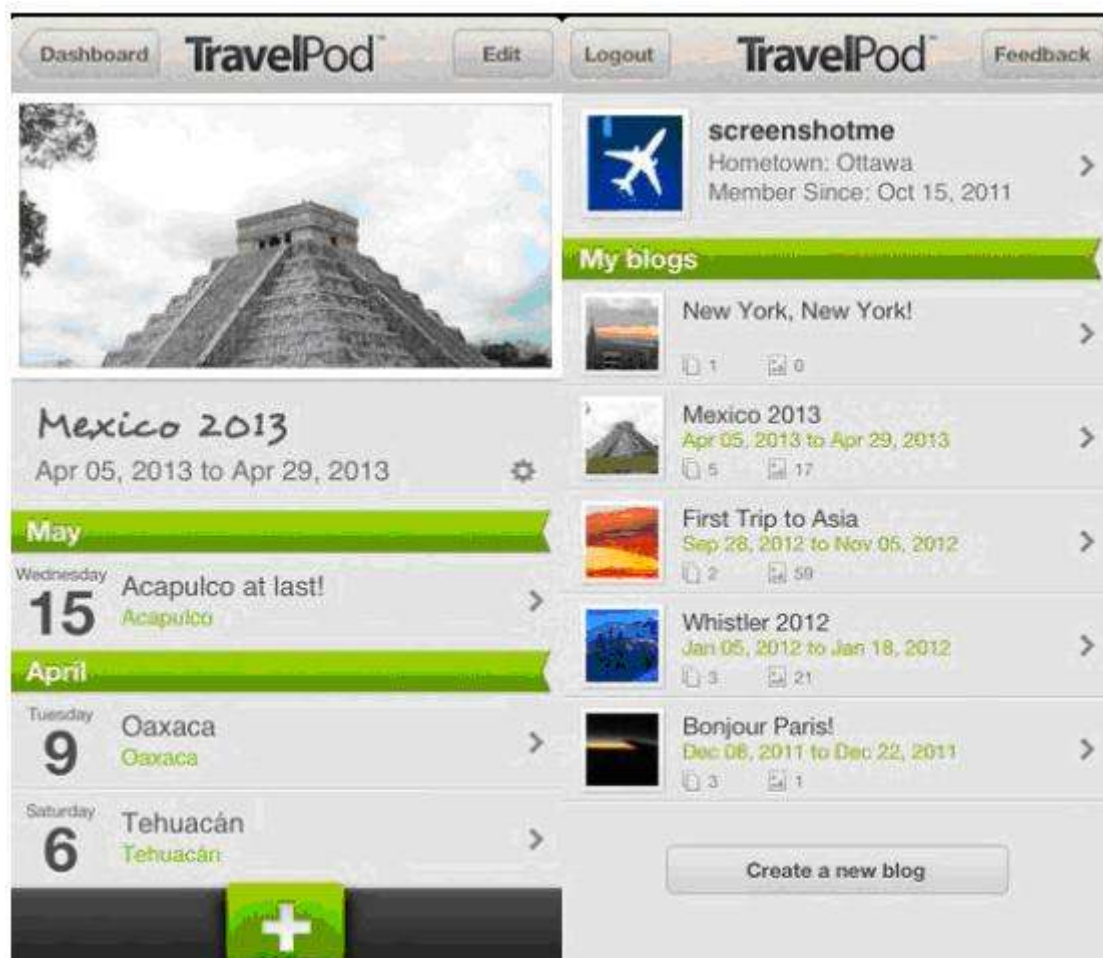 Dashboard
TravelPod™
Edit
Mexico 2013
Apr 05, 2013 to Apr 29, 2013
May
Wednesday
15
Acapulco at last!
Acapulco
April
Tuesday
9
Oaxaca
Oaxaca
Saturday
6
Tehuacán
Tehuacán
Logout
TravelPod™
Feedback
screenshotme
Hometown: Ottawa
Member Since: Oct 15, 2011
My blogs
New York, New York!
1 0
Mexico 2013
Apr 05, 2013 to Apr 29, 2013
5 17
First Trip to Asia
Sep 28, 2012 to Nov 05, 2012
2 59
Whistler 2012
Jan 05, 2012 to Jan 18, 2012
3 21
Bonjour Paris!
Dec 08, 2011 to Dec 22, 2011
3 1
Create a new blog